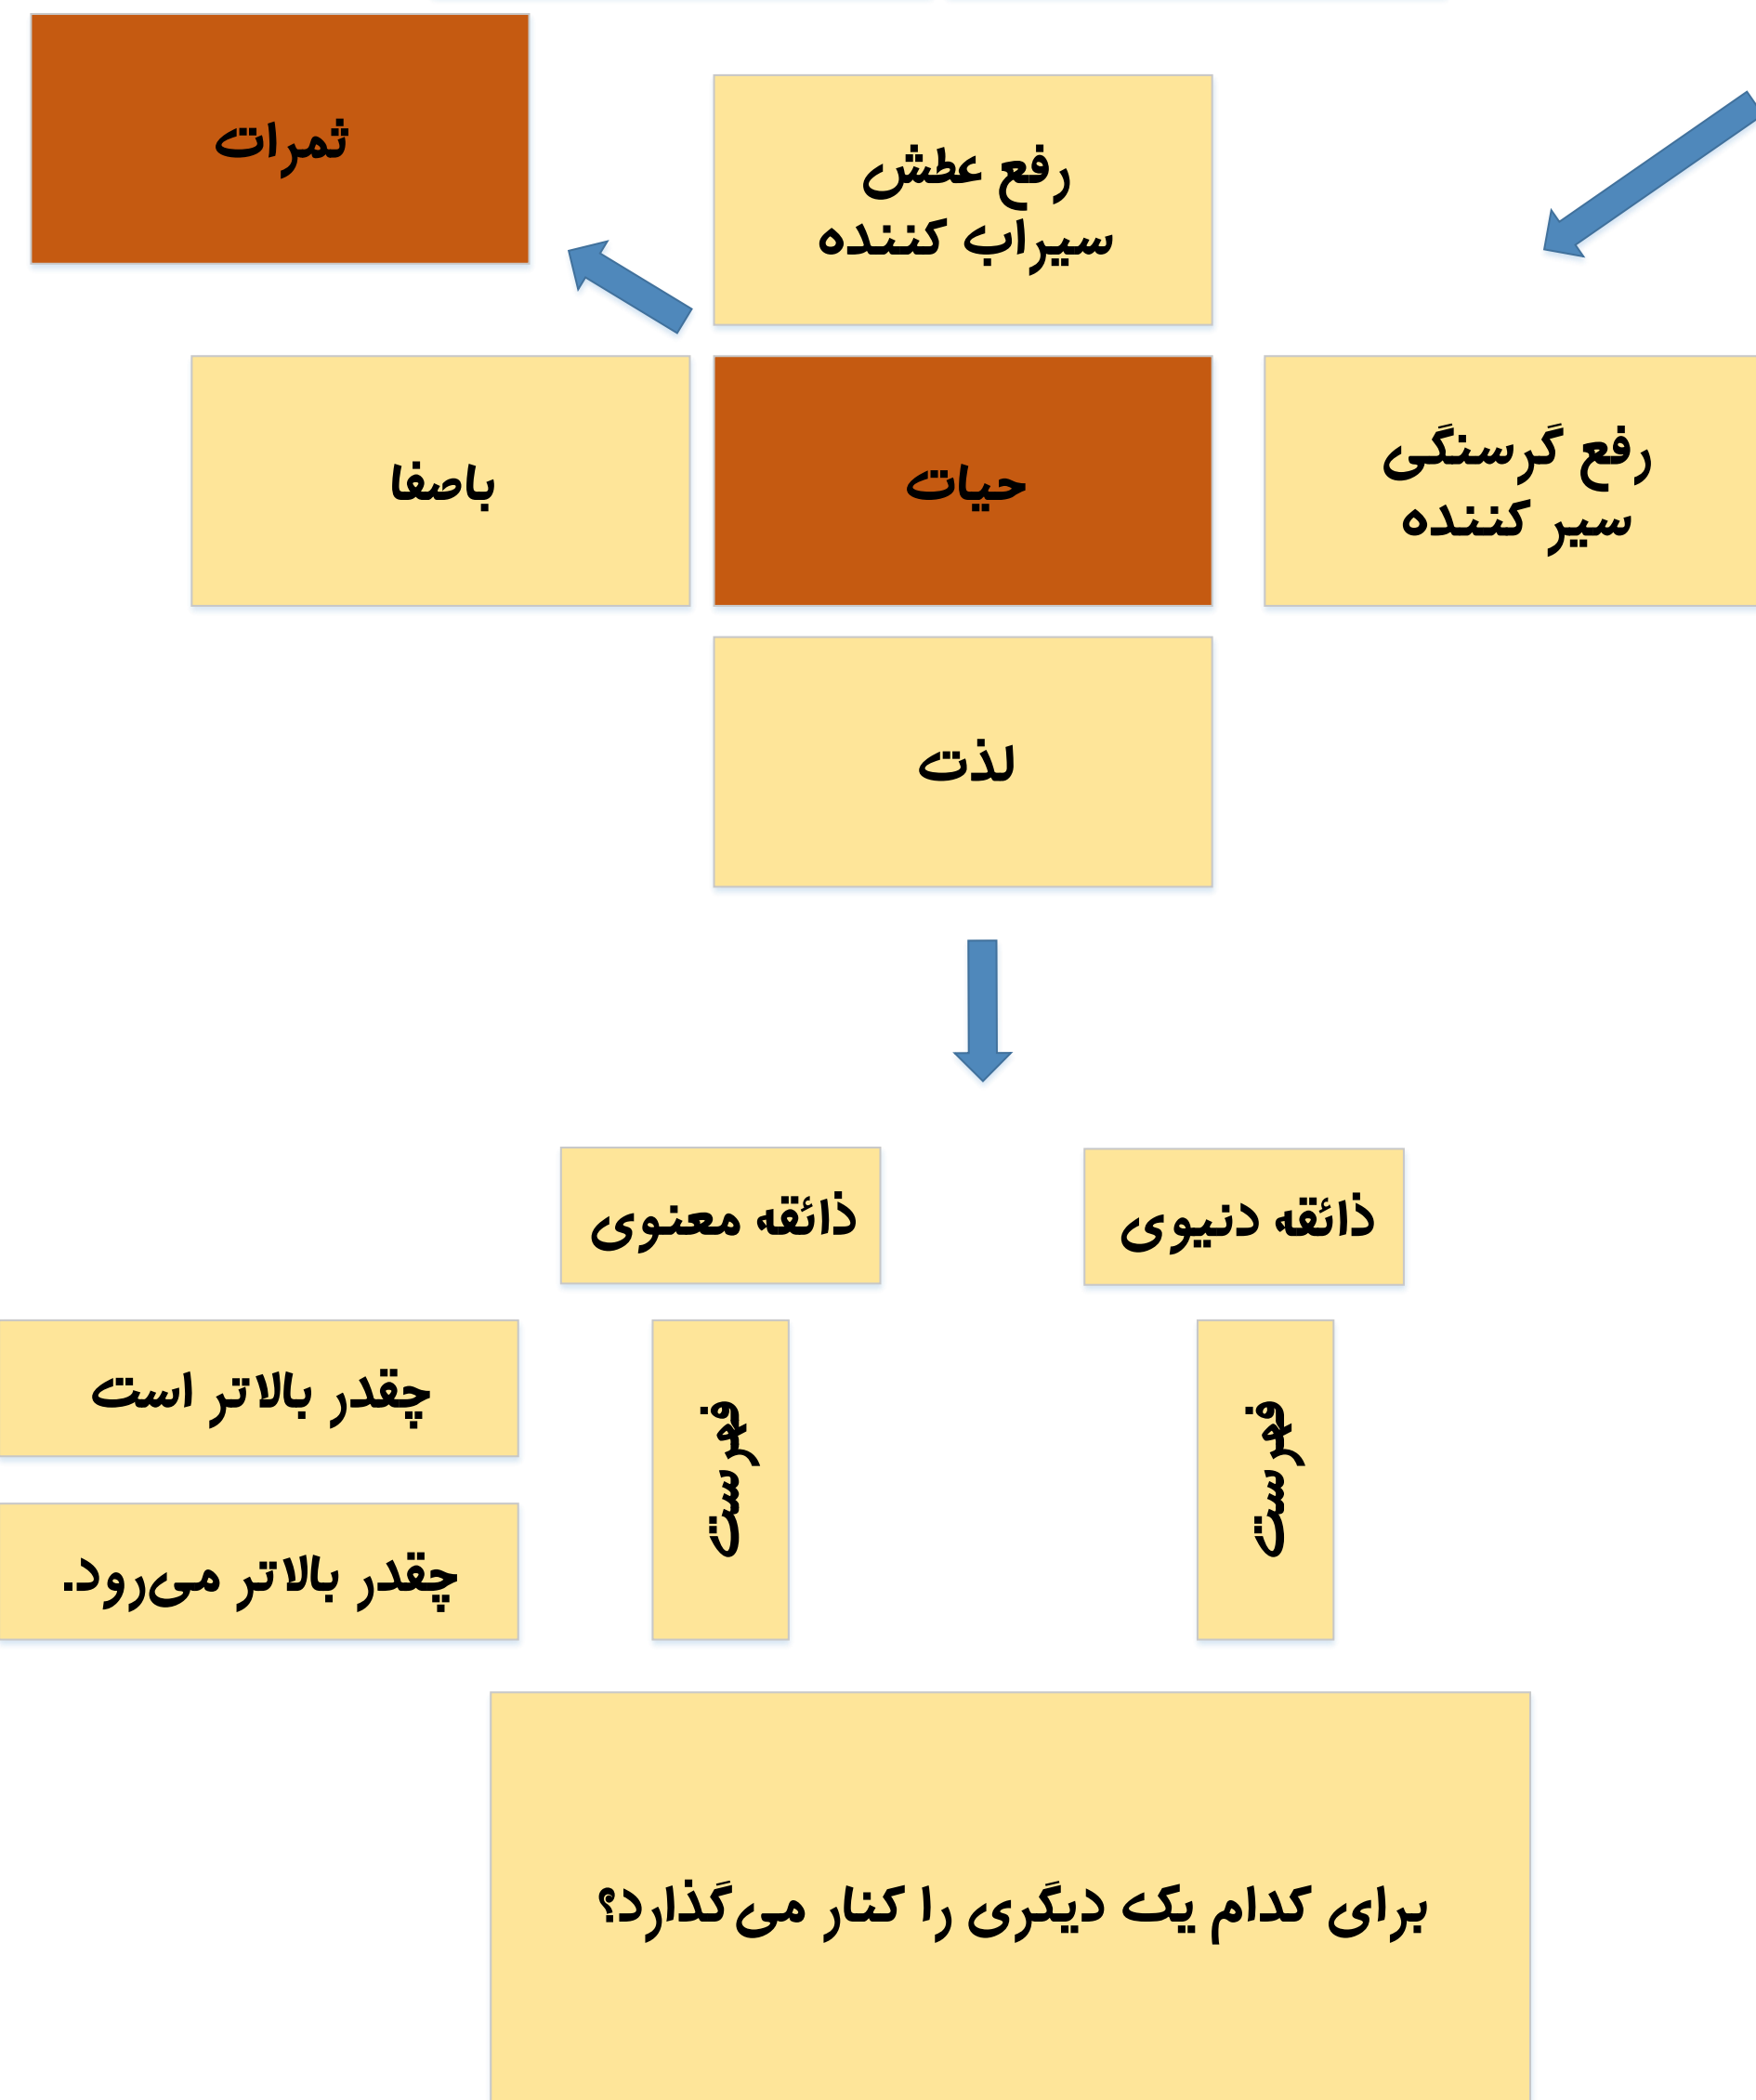 ثمرات
رفع عطش
سیراب کننده
رفع گرسنگی
سیر کننده
حیات
باصفا
لذت
ذائقه دنیوی
ذائقه معنوی
فهرست
فهرست
چقدر بالاتر است
چقدر بالاتر می‌رود.
برای کدام یک دیگری را کنار می‌گذارد؟